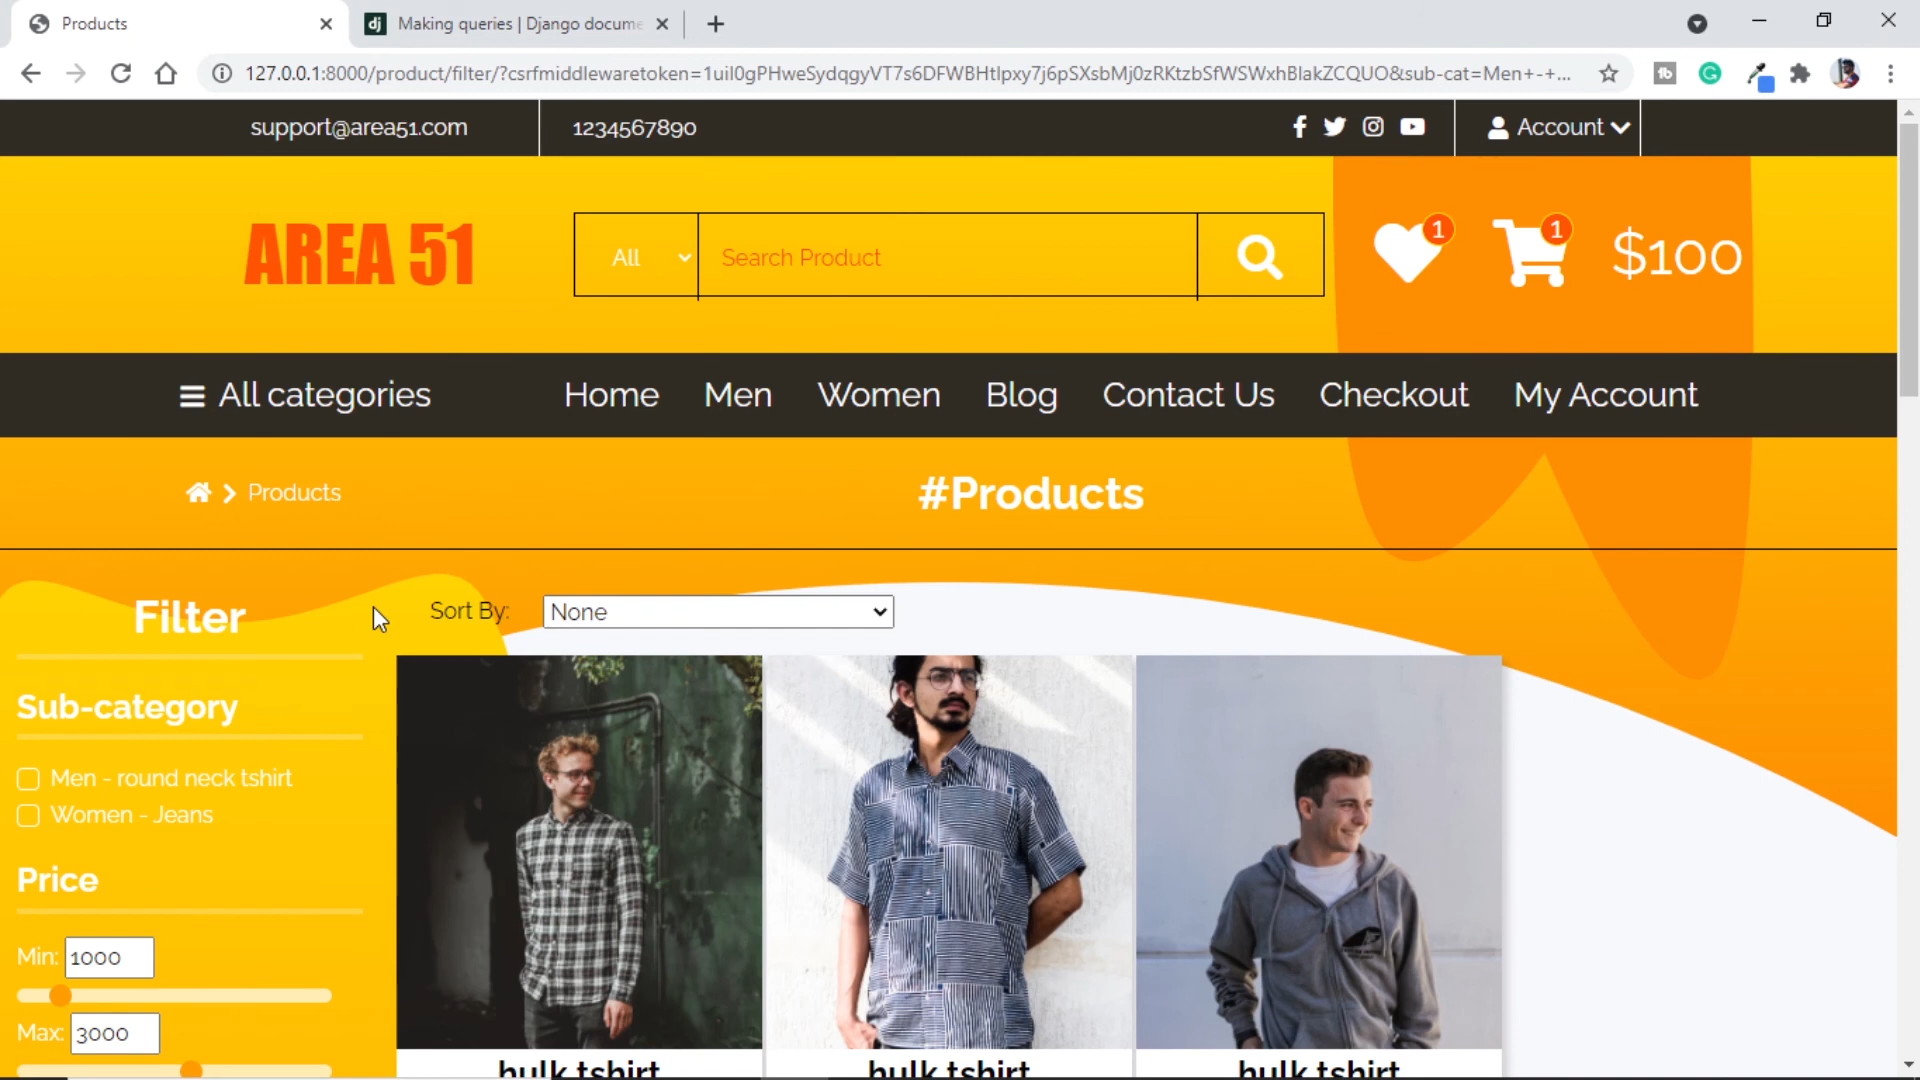 Products
Making queries | Django docume
127.0.0.1:8000/product/filter/?csrfmiddlewaretoken=1uil0gPHweSydqgyVT7s6DFWBHtlpxy7j6pSXsbMj0zRKtzbSfWSWxhBlakZCQUO&sub-cat=Men+-+...
support@area51.com
1234567890
Account
AREA 51
All
Search Product
1
1
$100
All categories
Home
Men
Women
Blog
Contact Us
Checkout
My Account
Products
#Products
Filter
Sort By:
None
Sub-category
Men - round neck tshirt
Women - Jeans
Price
Min: 1000
Max: 3000
hulk tshirt
hulk tshirt
hulk tshirt